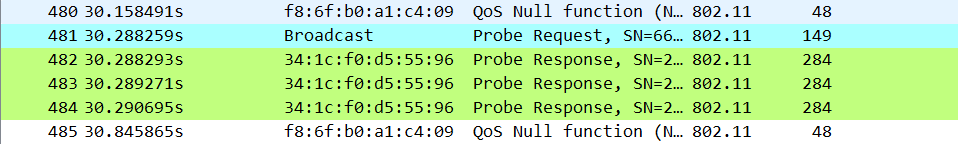 480 30.158491s f8:6f:b0:a1:c4:09 QoS Null function (N… 802.11 48
481 30.288259s Broadcast Probe Request, SN=66… 802.11 149
482 30.288293s 34:1c:f0:d5:55:96 Probe Response, SN=2… 802.11 284
483 30.289271s 34:1c:f0:d5:55:96 Probe Response, SN=2… 802.11 284
484 30.290695s 34:1c:f0:d5:55:96 Probe Response, SN=2… 802.11 284
485 30.845865s f8:6f:b0:a1:c4:09 QoS Null function (N… 802.11 48